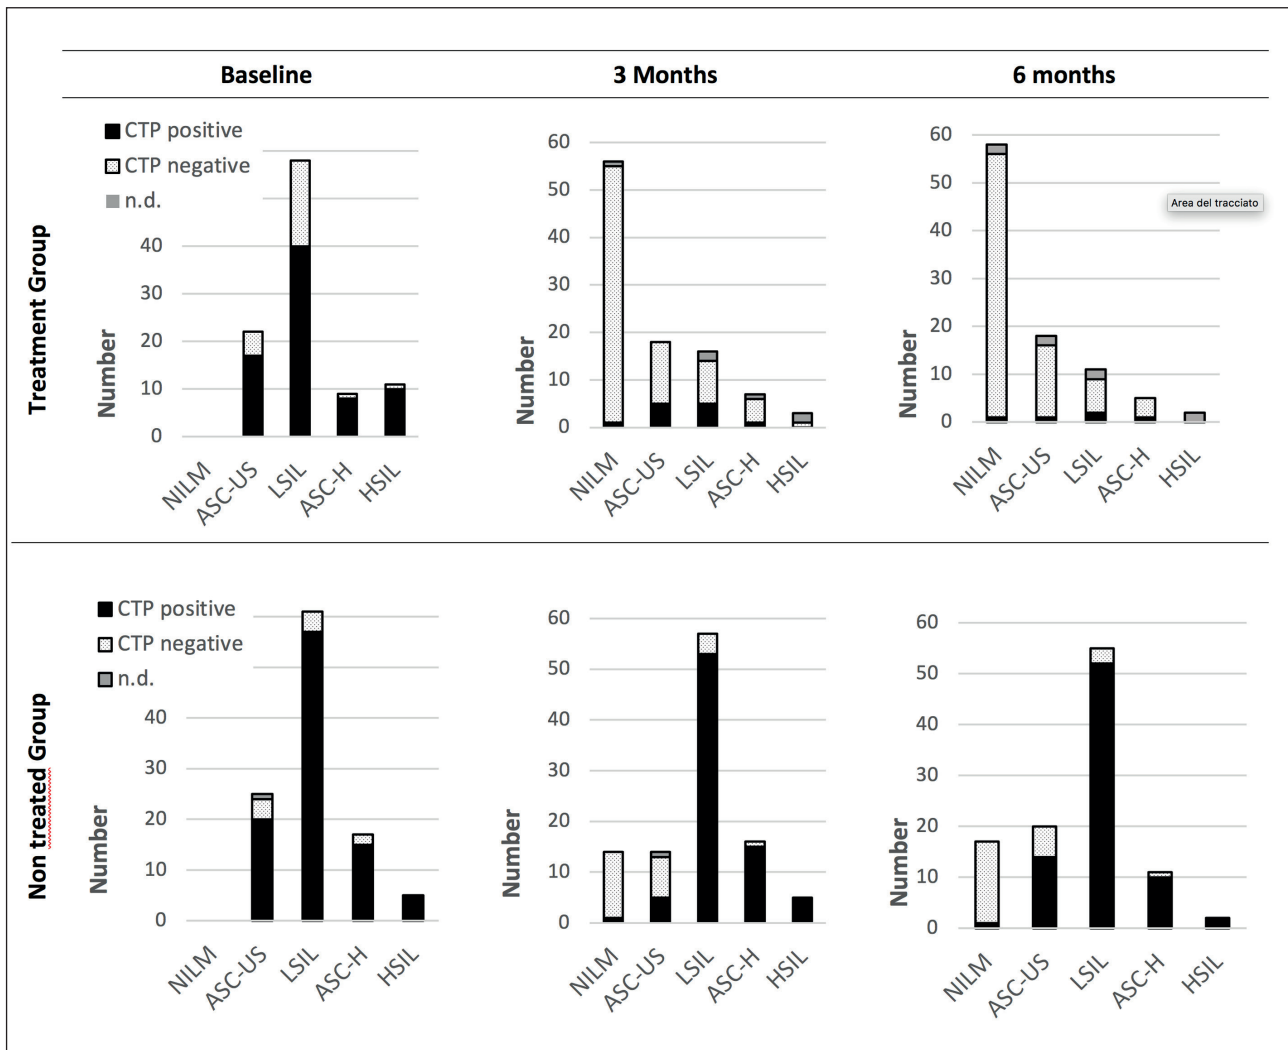 Baseline 3 Months 6 months
Treatment Group
CTP positive
CTP negative
n.d.
Number
40
30
20
10
0
NILM ASC-US LSIL ASC-H HSIL
Number
60
50
40
30
20
10
0
NILM ASC-US LSIL ASC-H HSIL
Number
60
50
40
30
20
10
0
NILM ASC-US LSIL ASC-H HSIL
Area del tracciato
Non treated Group
CTP positive
CTP negative
n.d.
Number
40
30
20
10
0
NILM ASC-US LSIL ASC-H HSIL
Number
60
50
40
30
20
10
0
NILM ASC-US LSIL ASC-H HSIL
Number
60
50
40
30
20
10
0
NILM ASC-US LSIL ASC-H HSIL